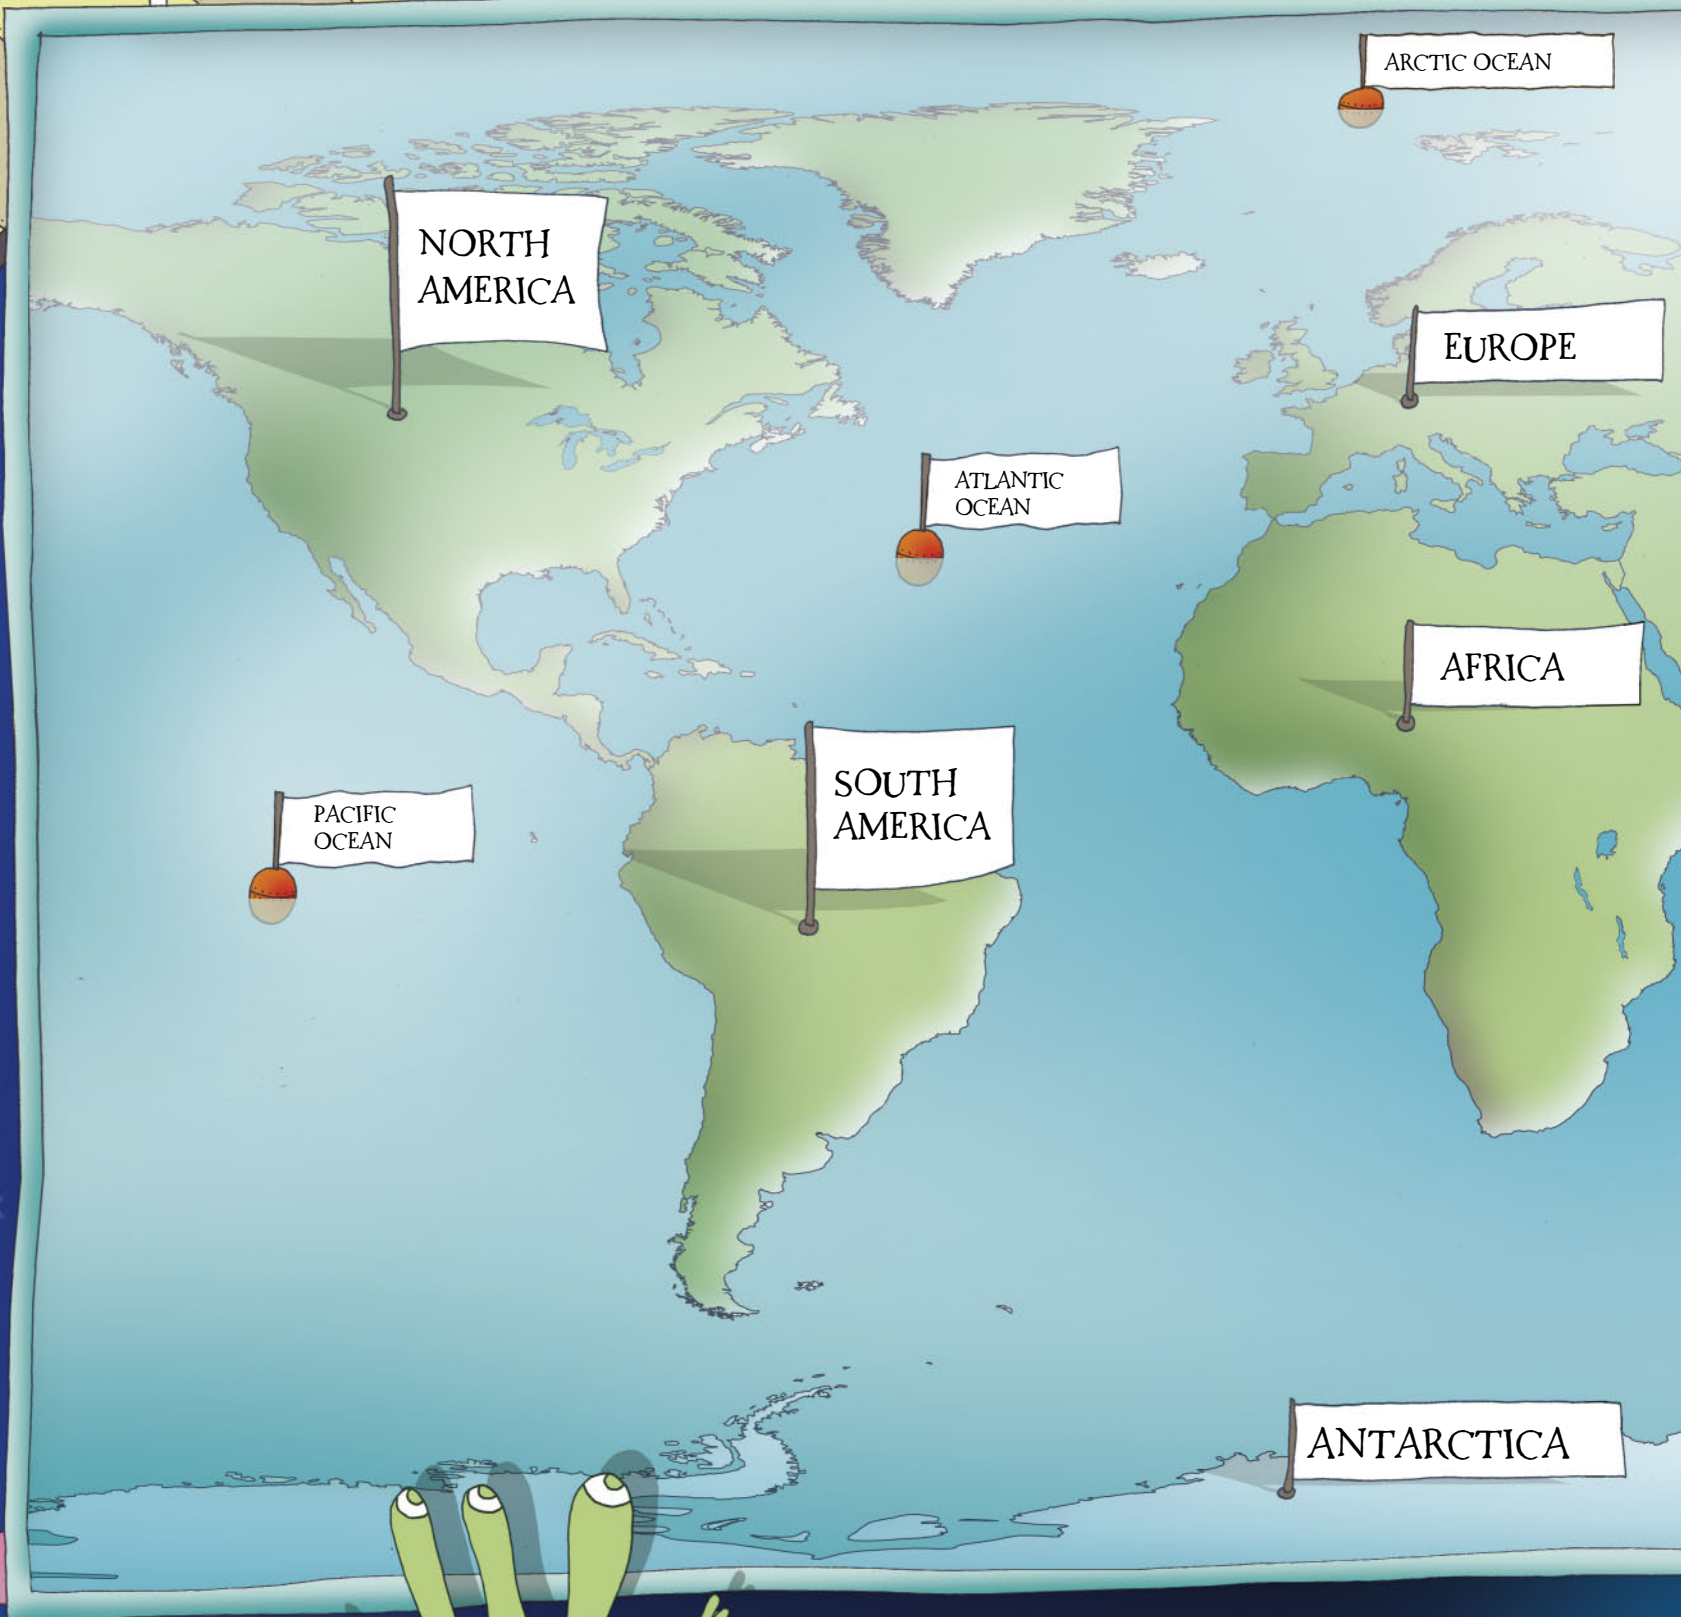 ARCTIC OCEAN
NORTH
AMERICA
EUROPE
ATLANTIC
OCEAN
AFRICA
SOUTH
AMERICA
PACIFIC
OCEAN
ANTARCTICA